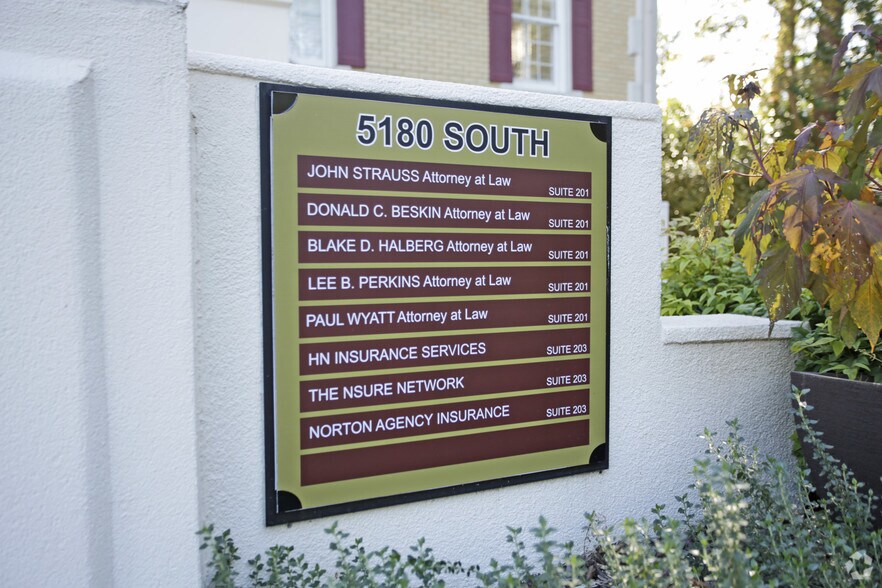 5180 SOUTH
JOHN STRAUSS Attorney at Law SUITE 201
DONALD C. BESKIN Attorney at Law SUITE 201
BLAKE D. HALBERG Attorney at Law SUITE 201
LEE B. PERKINS Attorney at Law SUITE 201
PAUL WYATT Attorney at Law SUITE 201
HN INSURANCE SERVICES SUITE 203
THE NSURE NETWORK SUITE 203
NORTON AGENCY INSURANCE SUITE 203